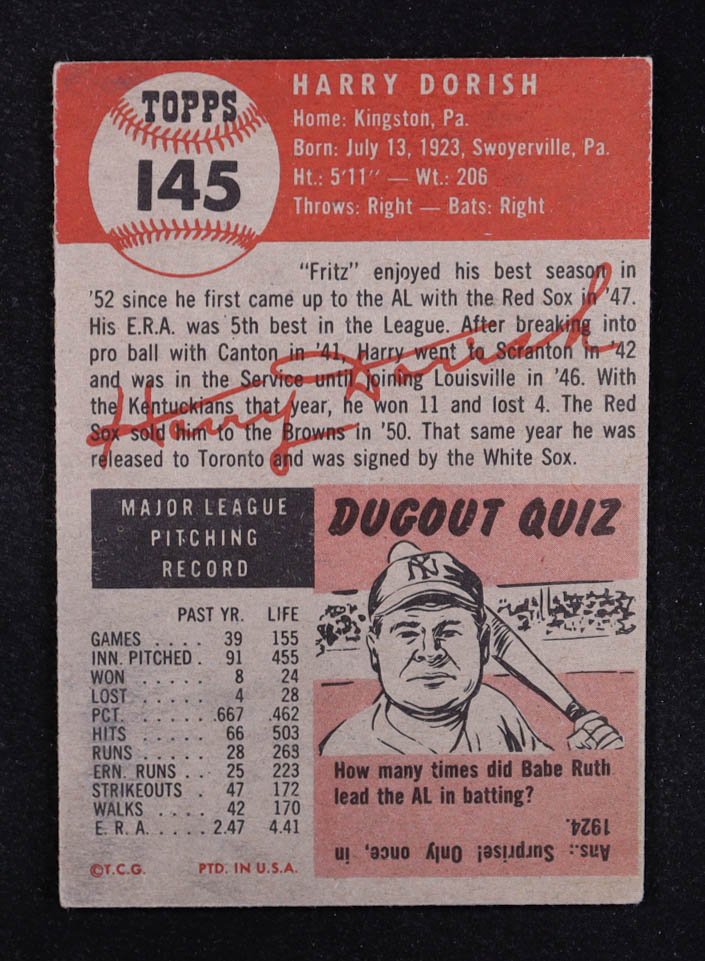 TOPPS
145
HARRY DORISH
Home: Kingston, Pa.
Born: July 13, 1923, Swoyerville, Pa.
Ht.: 5'11" — Wt.: 206
Throws: Right — Bats: Right
"Fritz" enjoyed his best season in
'52 since he first came up to the AL with the Red Sox in '47.
His E.R.A. was 5th best in the League. After breaking into
pro ball with Canton in '41, Harry went to Scranton in '42
and was in the Service until joining Louisville in '46. With
the Kentuckians that year, he won 11 and lost 4. The Red
Sox sold him to the Browns in '50. That same year he was
released to Toronto and was signed by the White Sox.
Harry Dorish
MAJOR LEAGUE
PITCHING
RECORD
PAST YR. LIFE
GAMES . . . . 39 155
INN. PITCHED . 91 455
WON . . . . . 8 24
LOST . . . . . 4 28
PCT. . . . . . .667 .462
HITS . . . . . 66 503
RUNS . . . . . 28 263
ERN. RUNS . . . 25 223
STRIKEOUTS . . 47 172
WALKS . . . . 42 170
E. R. A. . . . . 2.47 4.41
©T.C.G. PTD. IN U.S.A.
DUGOUT QUIZ
NY
How many times did Babe Ruth
lead the AL in batting?
Ans.: Surprise! Only once, in
1924.